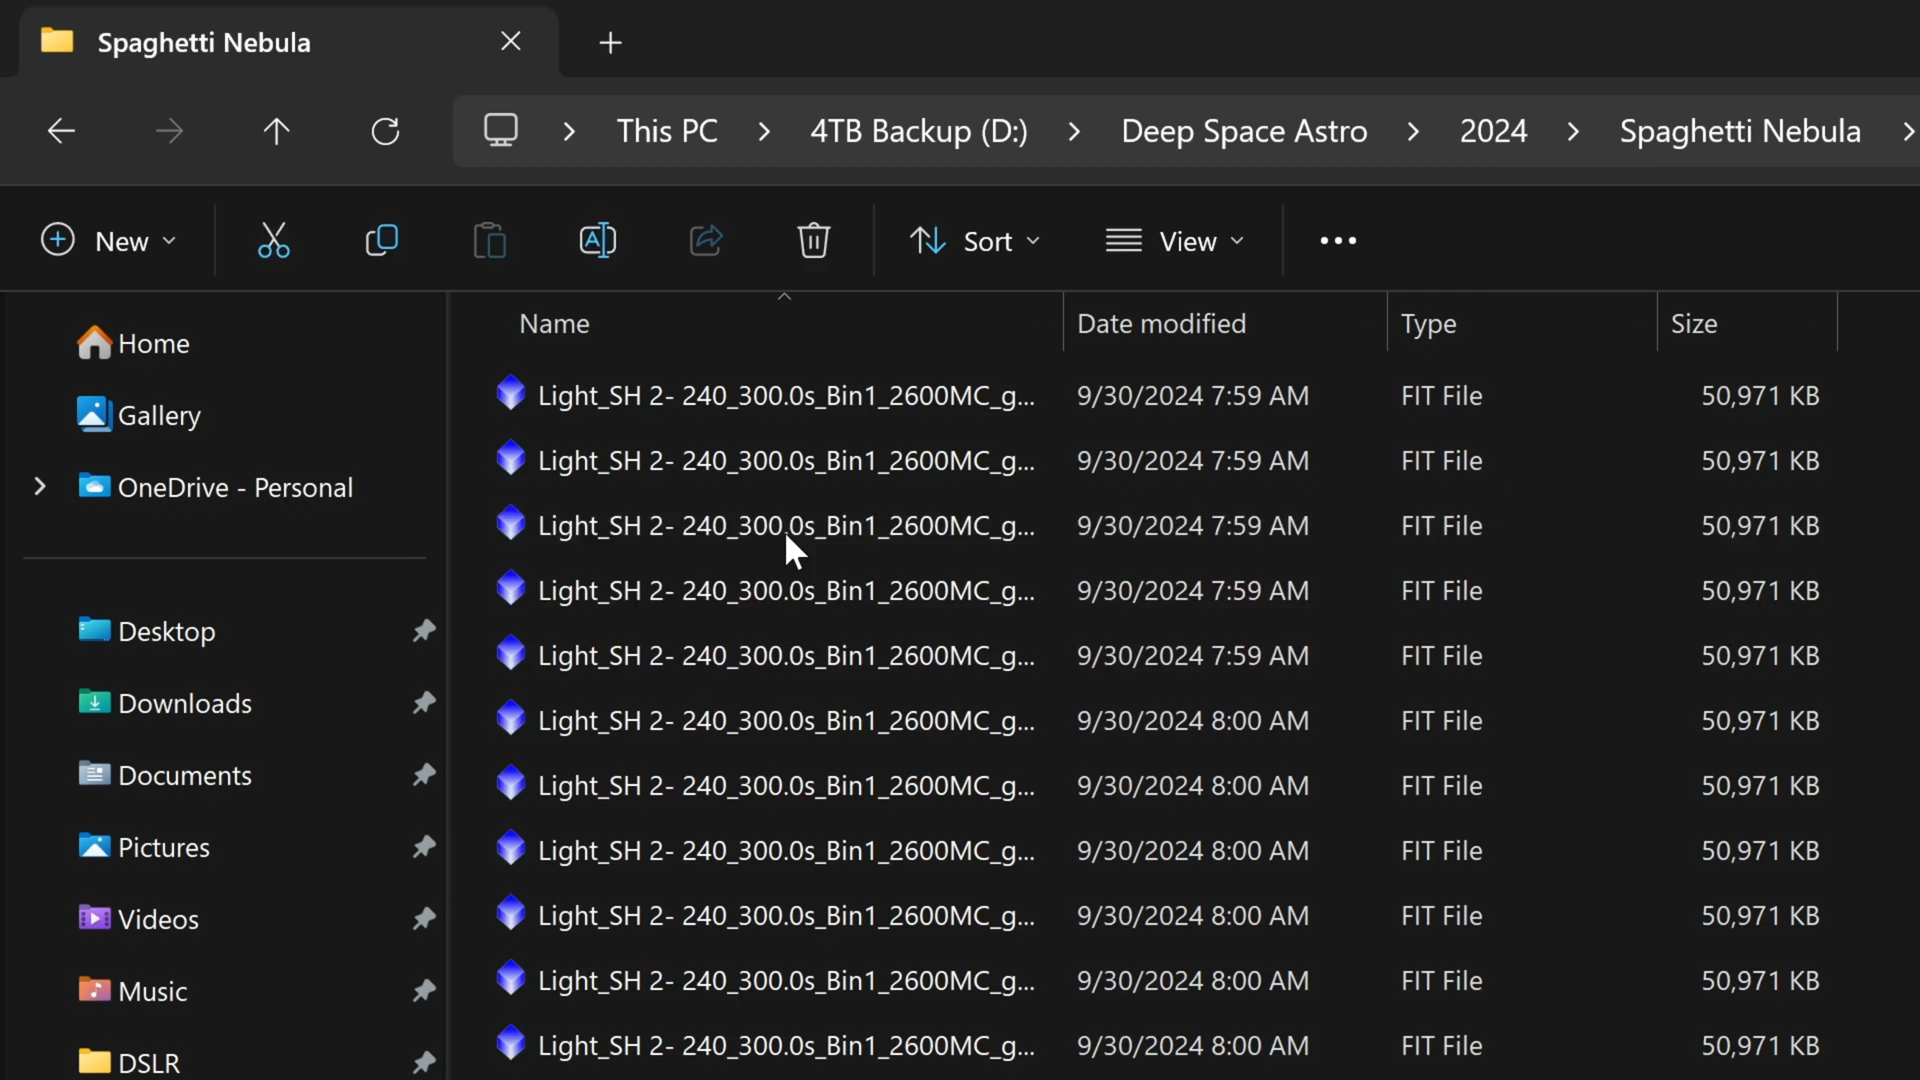 Spaghetti Nebula
This PC > 4TB Backup (D:) > Deep Space Astro > 2024 > Spaghetti Nebula >
New Sort View
Name Date modified Type Size
Home
Gallery
OneDrive - Personal
Desktop
Downloads
Documents
Pictures
Videos
Music
DSLR
Light_SH 2- 240_300.0s_Bin1_2600MC_g... 9/30/2024 7:59 AM FIT File 50,971 KB
Light_SH 2- 240_300.0s_Bin1_2600MC_g... 9/30/2024 7:59 AM FIT File 50,971 KB
Light_SH 2- 240_300.0s_Bin1_2600MC_g... 9/30/2024 7:59 AM FIT File 50,971 KB
Light_SH 2- 240_300.0s_Bin1_2600MC_g... 9/30/2024 7:59 AM FIT File 50,971 KB
Light_SH 2- 240_300.0s_Bin1_2600MC_g... 9/30/2024 7:59 AM FIT File 50,971 KB
Light_SH 2- 240_300.0s_Bin1_2600MC_g... 9/30/2024 8:00 AM FIT File 50,971 KB
Light_SH 2- 240_300.0s_Bin1_2600MC_g... 9/30/2024 8:00 AM FIT File 50,971 KB
Light_SH 2- 240_300.0s_Bin1_2600MC_g... 9/30/2024 8:00 AM FIT File 50,971 KB
Light_SH 2- 240_300.0s_Bin1_2600MC_g... 9/30/2024 8:00 AM FIT File 50,971 KB
Light_SH 2- 240_300.0s_Bin1_2600MC_g... 9/30/2024 8:00 AM FIT File 50,971 KB
Light_SH 2- 240_300.0s_Bin1_2600MC_g... 9/30/2024 8:00 AM FIT File 50,971 KB